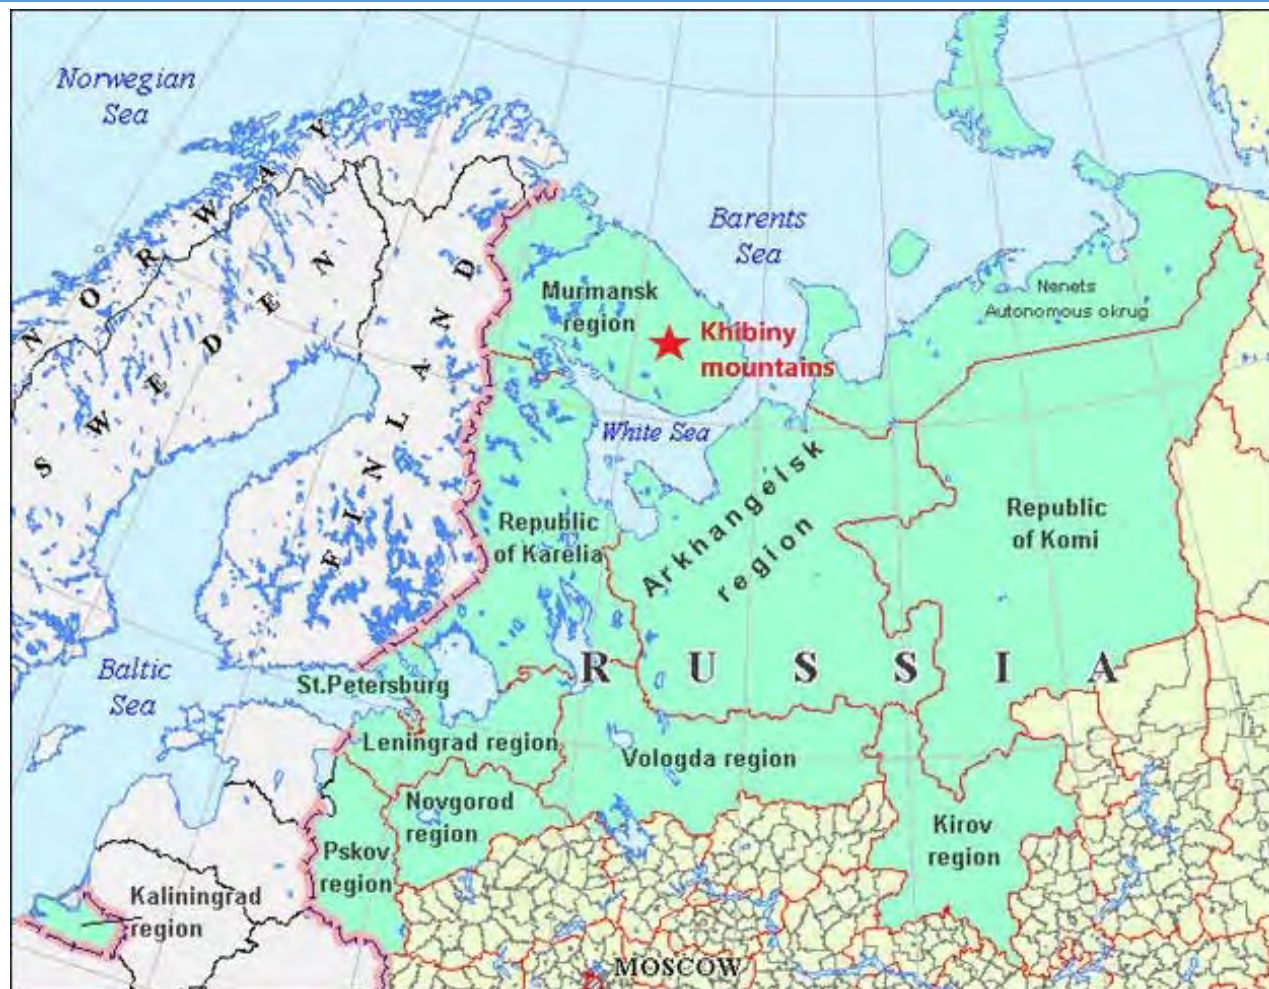 Norwegian
Sea
NORWAY
SWEDEN
FINLAND
Barents
Sea
Murmansk
region
Khibiny
mountains
Nenets
Autonomous okrug
White Sea
Arkhangelsk
region
Republic
of Karelia
Republic
of Komi
RUSSIA
Baltic
Sea
St.Petersburg
Leningrad region
Vologda region
Novgorod
region
Pskov
region
Kirov
region
Kaliningrad
region
MOSCOW